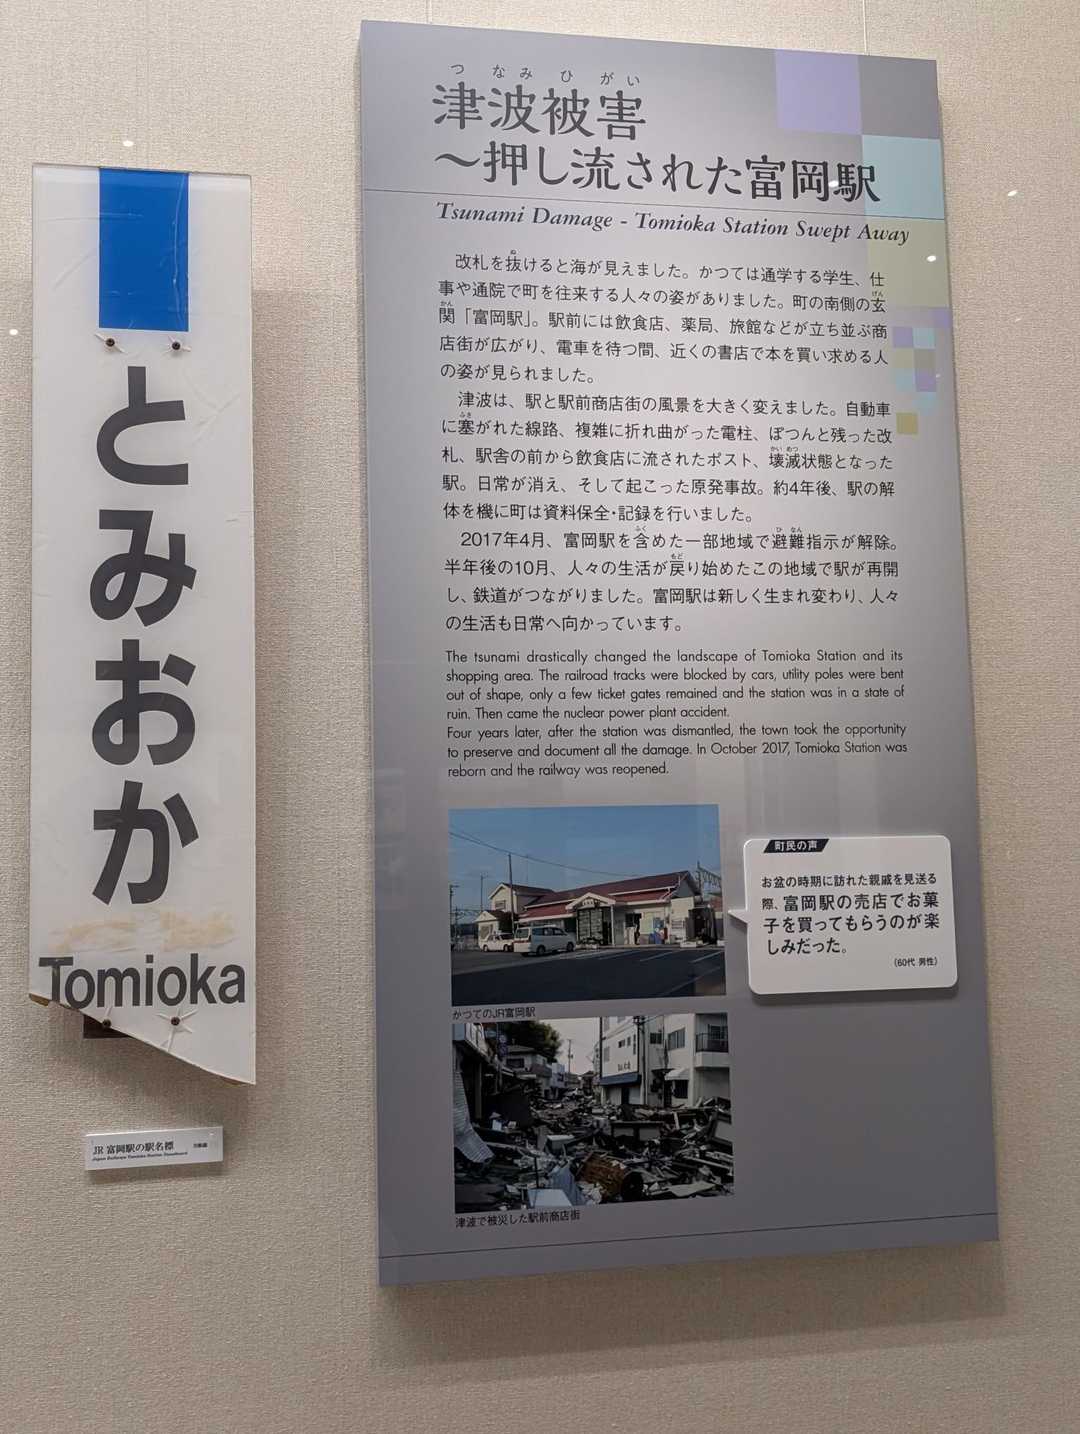 とみおか
Tomioka
JR 富岡駅の駅名標
Japan Railways Tomioka Station Signboard
つなみひがい
津波被害
～押し流された富岡駅
Tsunami Damage - Tomioka Station Swept Away
ぬ
改札を抜けると海が見えました。かつては通学する学生、仕
げん
事や通院で町を往来する人々の姿がありました。町の南側の玄
かん
関「富岡駅」。駅前には飲食店、薬局、旅館などが立ち並ぶ商
店街が広がり、電車を待つ間、近くの書店で本を買い求める人
の姿が見られました。
津波は、駅と駅前商店街の風景を大きく変えました。自動車
ふさ
に塞がれた線路、複雑に折れ曲がった電柱、ぽつんと残った改
かいめつ
札、駅舎の前から飲食店に流されたポスト、壊滅状態となった
駅。日常が消え、そして起こった原発事故。約4年後、駅の解
体を機に町は資料保全・記録を行いました。
ふく ひなん
2017年4月、富岡駅を含めた一部地域で避難指示が解除。
もど
半年後の10月、人々の生活が戻り始めたこの地域で駅が再開
し、鉄道がつながりました。富岡駅は新しく生まれ変わり、人々
の生活も日常へ向かっています。
The tsunami drastically changed the landscape of Tomioka Station and its
shopping area. The railroad tracks were blocked by cars, utility poles were bent
out of shape, only a few ticket gates remained and the station was in a state of
ruin. Then came the nuclear power plant accident.
Four years later, after the station was dismantled, the town took the opportunity
to preserve and document all the damage. In October 2017, Tomioka Station was
reborn and the railway was reopened.
かつてのJR富岡駅
町民の声
お盆の時期に訪れた親戚を見送る
際、富岡駅の売店でお菓
子を買ってもらうのが楽
しみだった。
（60代 男性）
津波で被災した駅前商店街